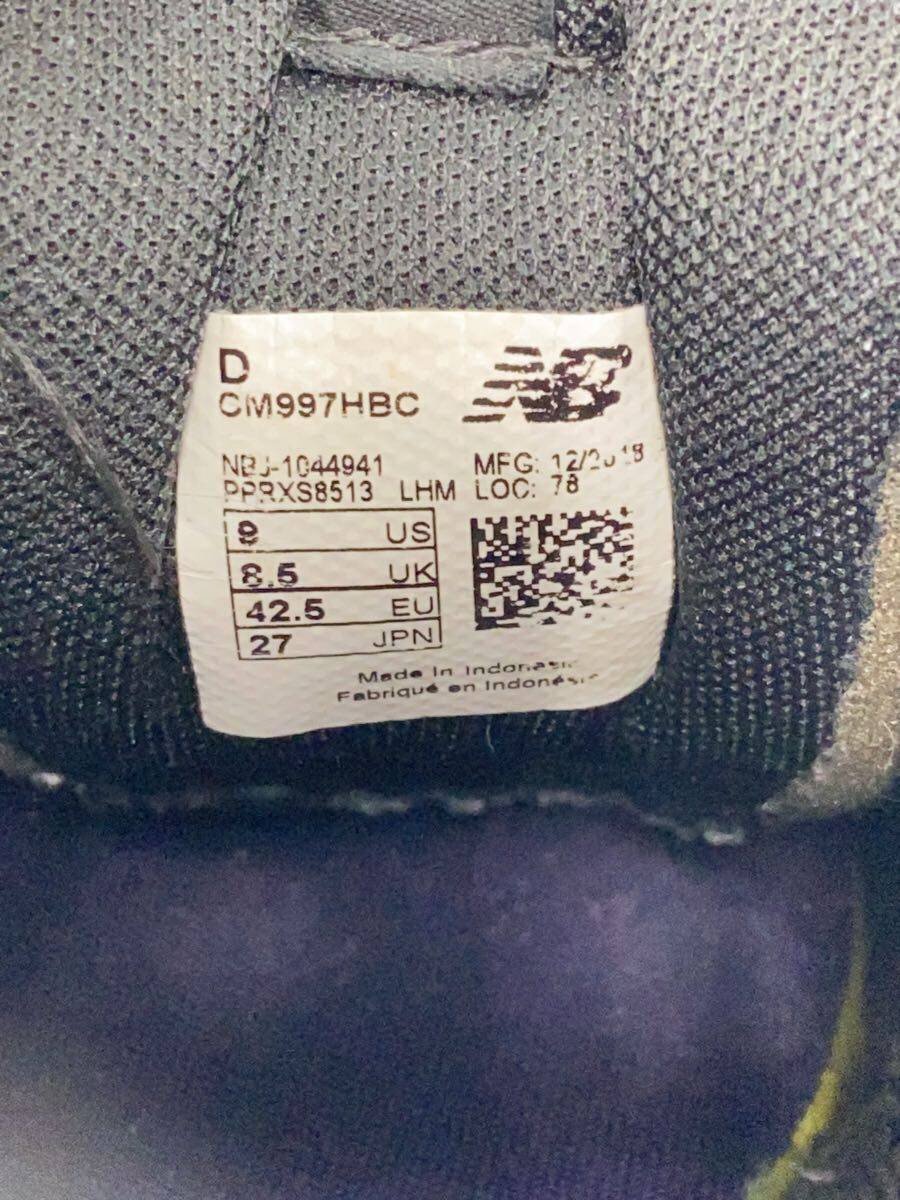 D
CM997HBC
NB
NBJ-1044941
MFG: 12/2018
PPRXS8513 LHM LOC: 78
9 US
8.5 UK
42.5 EU
27 JPN
Made In Indonesia
Fabriqué en Indonésie